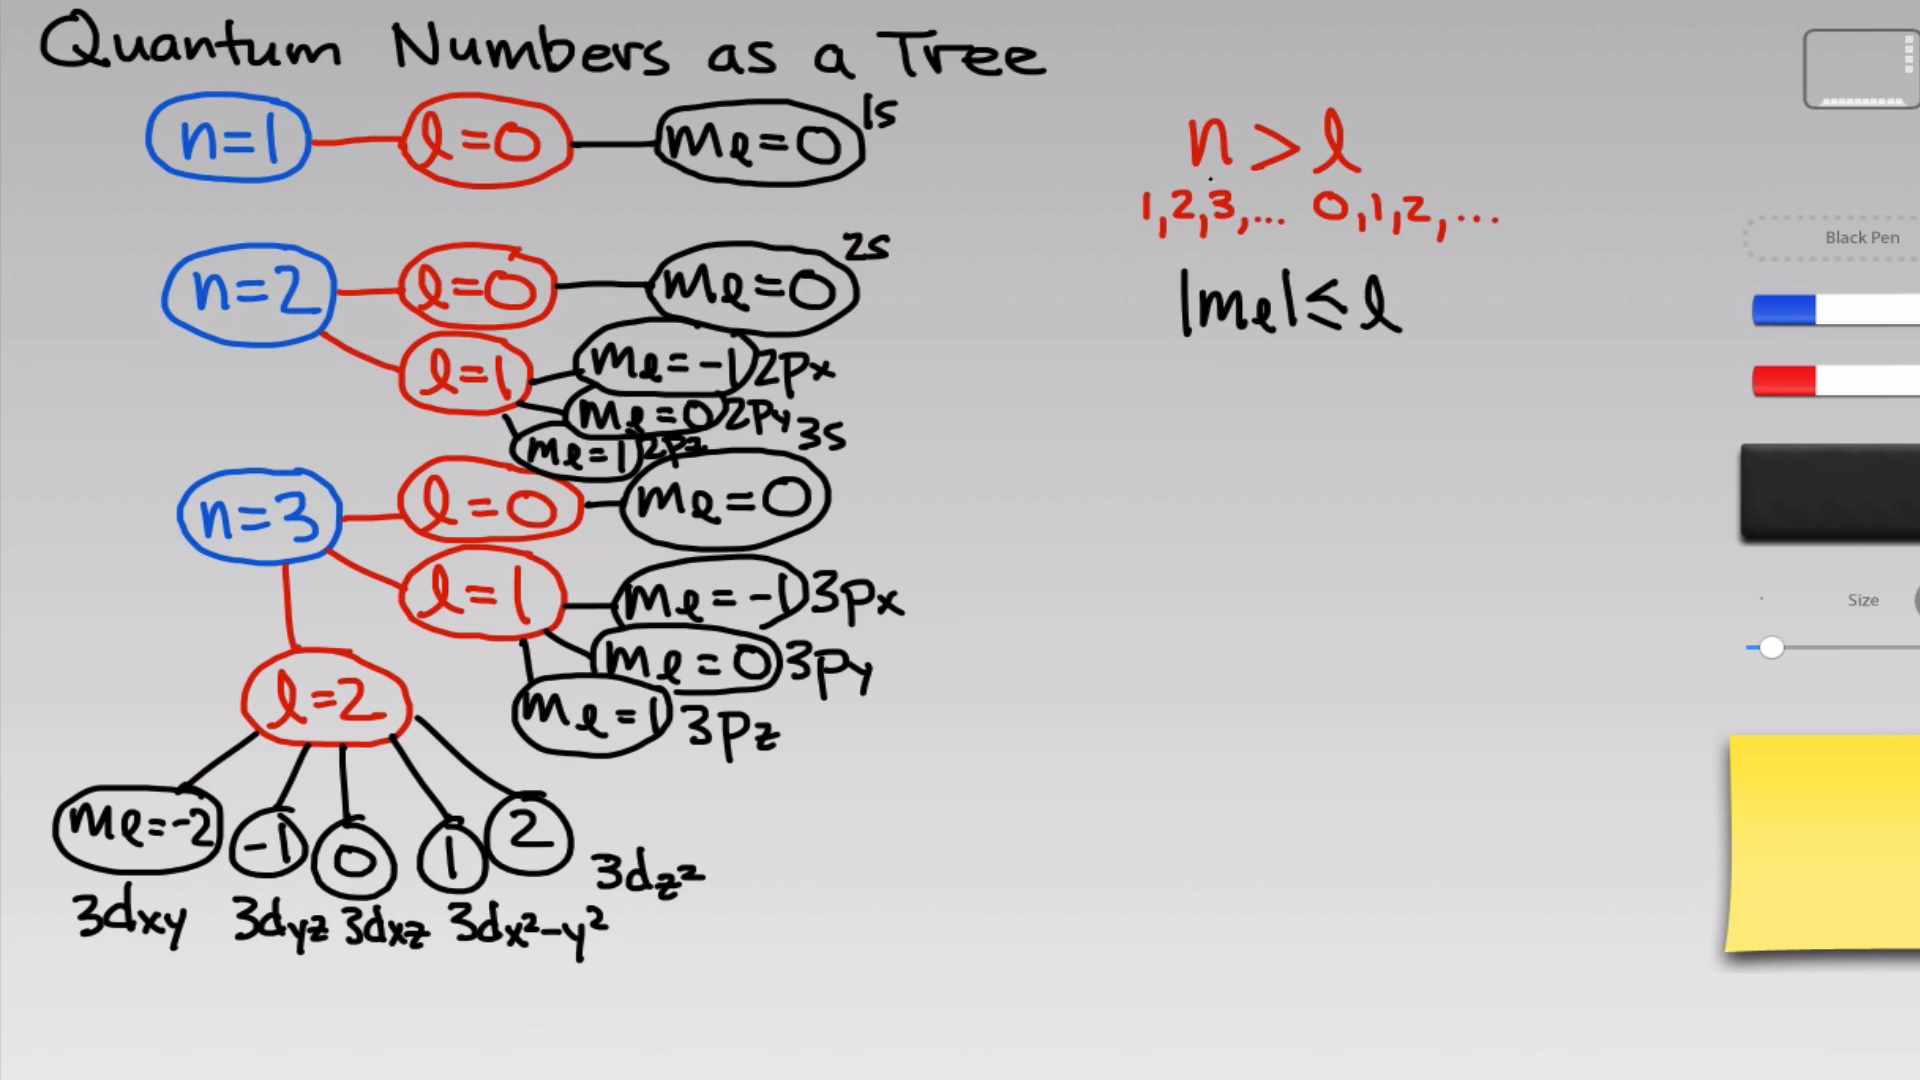 Quantum Numbers as a Tree
n=1 l=0 mℓ=0 1s
n>l
1,2,3,... 0,1,2,...
|mℓ|≤l
n=2 l=0 mℓ=0 2s
l=1 mℓ=-1 2px
mℓ=0 2py
mℓ=1 2pz
n=3 l=0 mℓ=0 3s
l=1 mℓ=-1 3px
mℓ=0 3py
mℓ=1 3pz
l=2
mℓ=-2 -1 0 1 2
3dxy 3dyz 3dxz 3dx²-y² 3dz²
Black Pen
Size